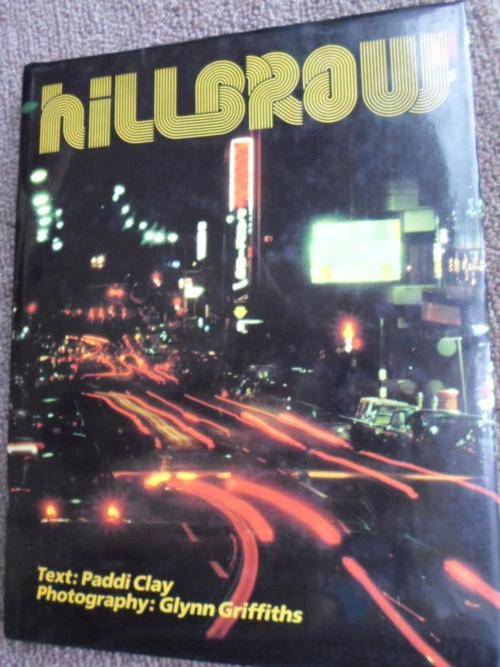 hillbrow
Text: Paddi Clay
Photography: Glynn Griffiths